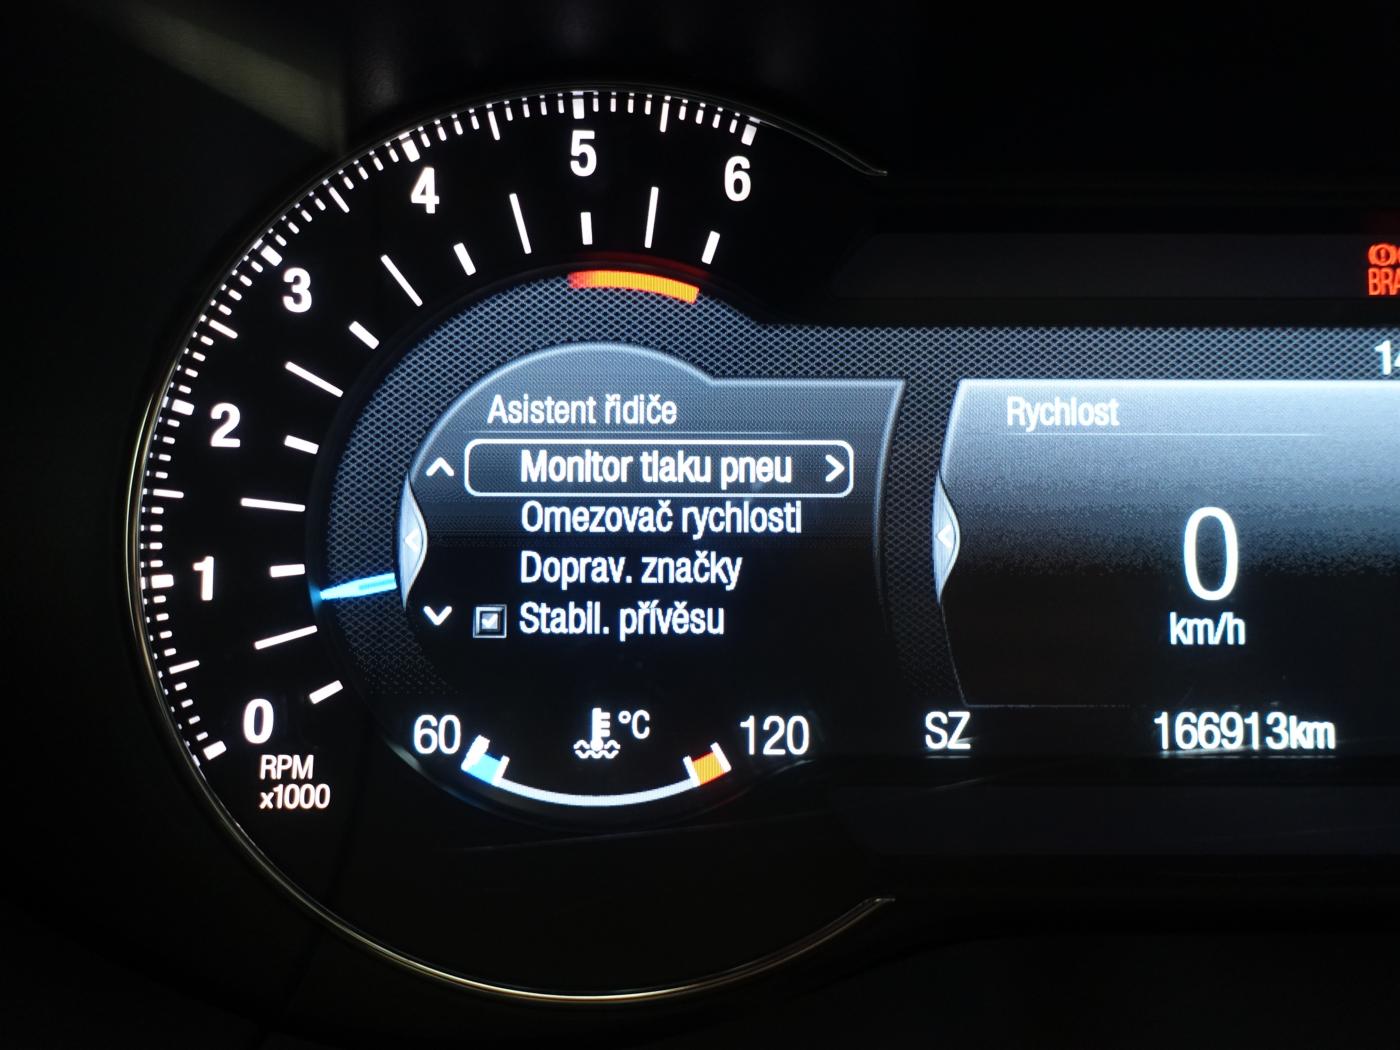 5
4
6
3
2
1
0
RPM
x1000
Asistent řidiče
Monitor tlaku pneu
Omezovač rychlosti
Doprav. značky
Stabil. přívěsu
60
°C
120
Rychlost
0
km/h
SZ
166913km